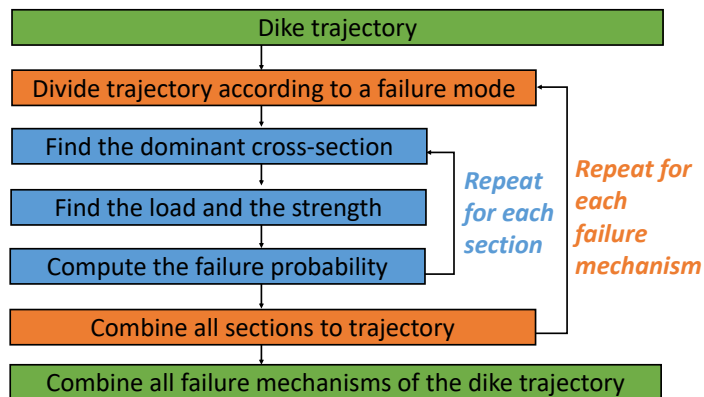 Dike trajectory
Divide trajectory according to a failure mode
Find the dominant cross-section
Find the load and the strength
Compute the failure probability
Repeat
for each
section
Repeat for
each
failure
mechanism
Combine all sections to trajectory
Combine all failure mechanisms of the dike trajectory